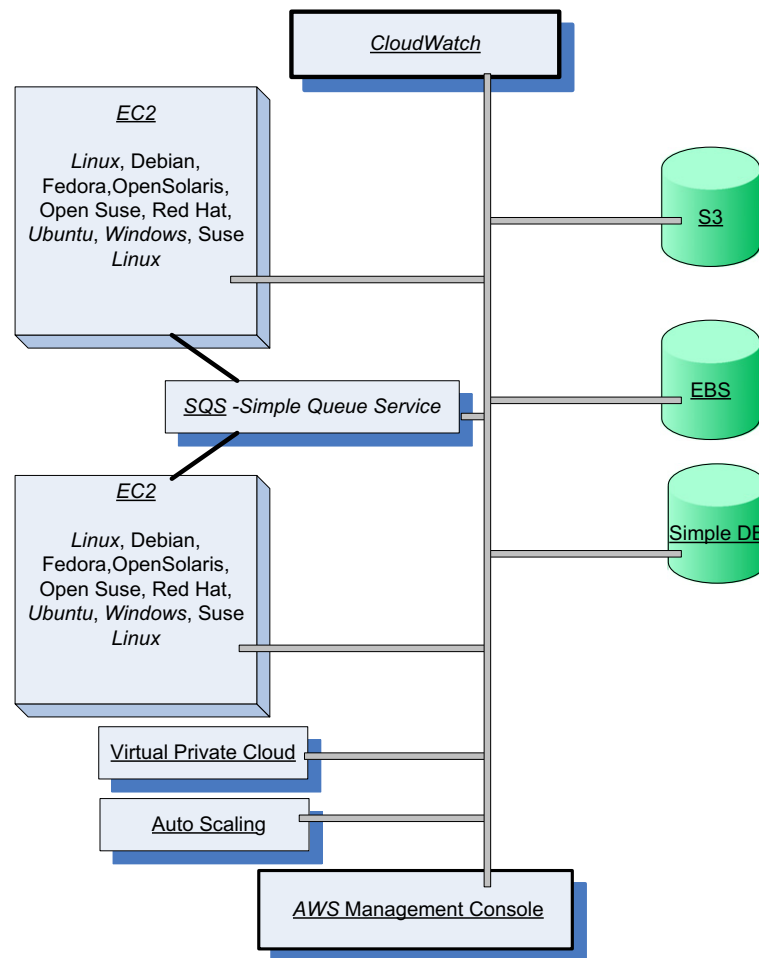 CloudWatch
EC2
Linux, Debian,
Fedora,OpenSolaris,
Open Suse, Red Hat,
Ubuntu, Windows, Suse
Linux
S3
SQS -Simple Queue Service
EBS
EC2
Linux, Debian,
Fedora,OpenSolaris,
Open Suse, Red Hat,
Ubuntu, Windows, Suse
Linux
Simple DB
Virtual Private Cloud
Auto Scaling
AWS Management Console